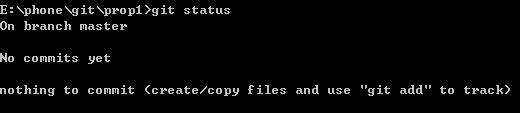 E:\phone\git\prop1>git status
On branch master
No commits yet
nothing to commit (create/copy files and use "git add" to track)